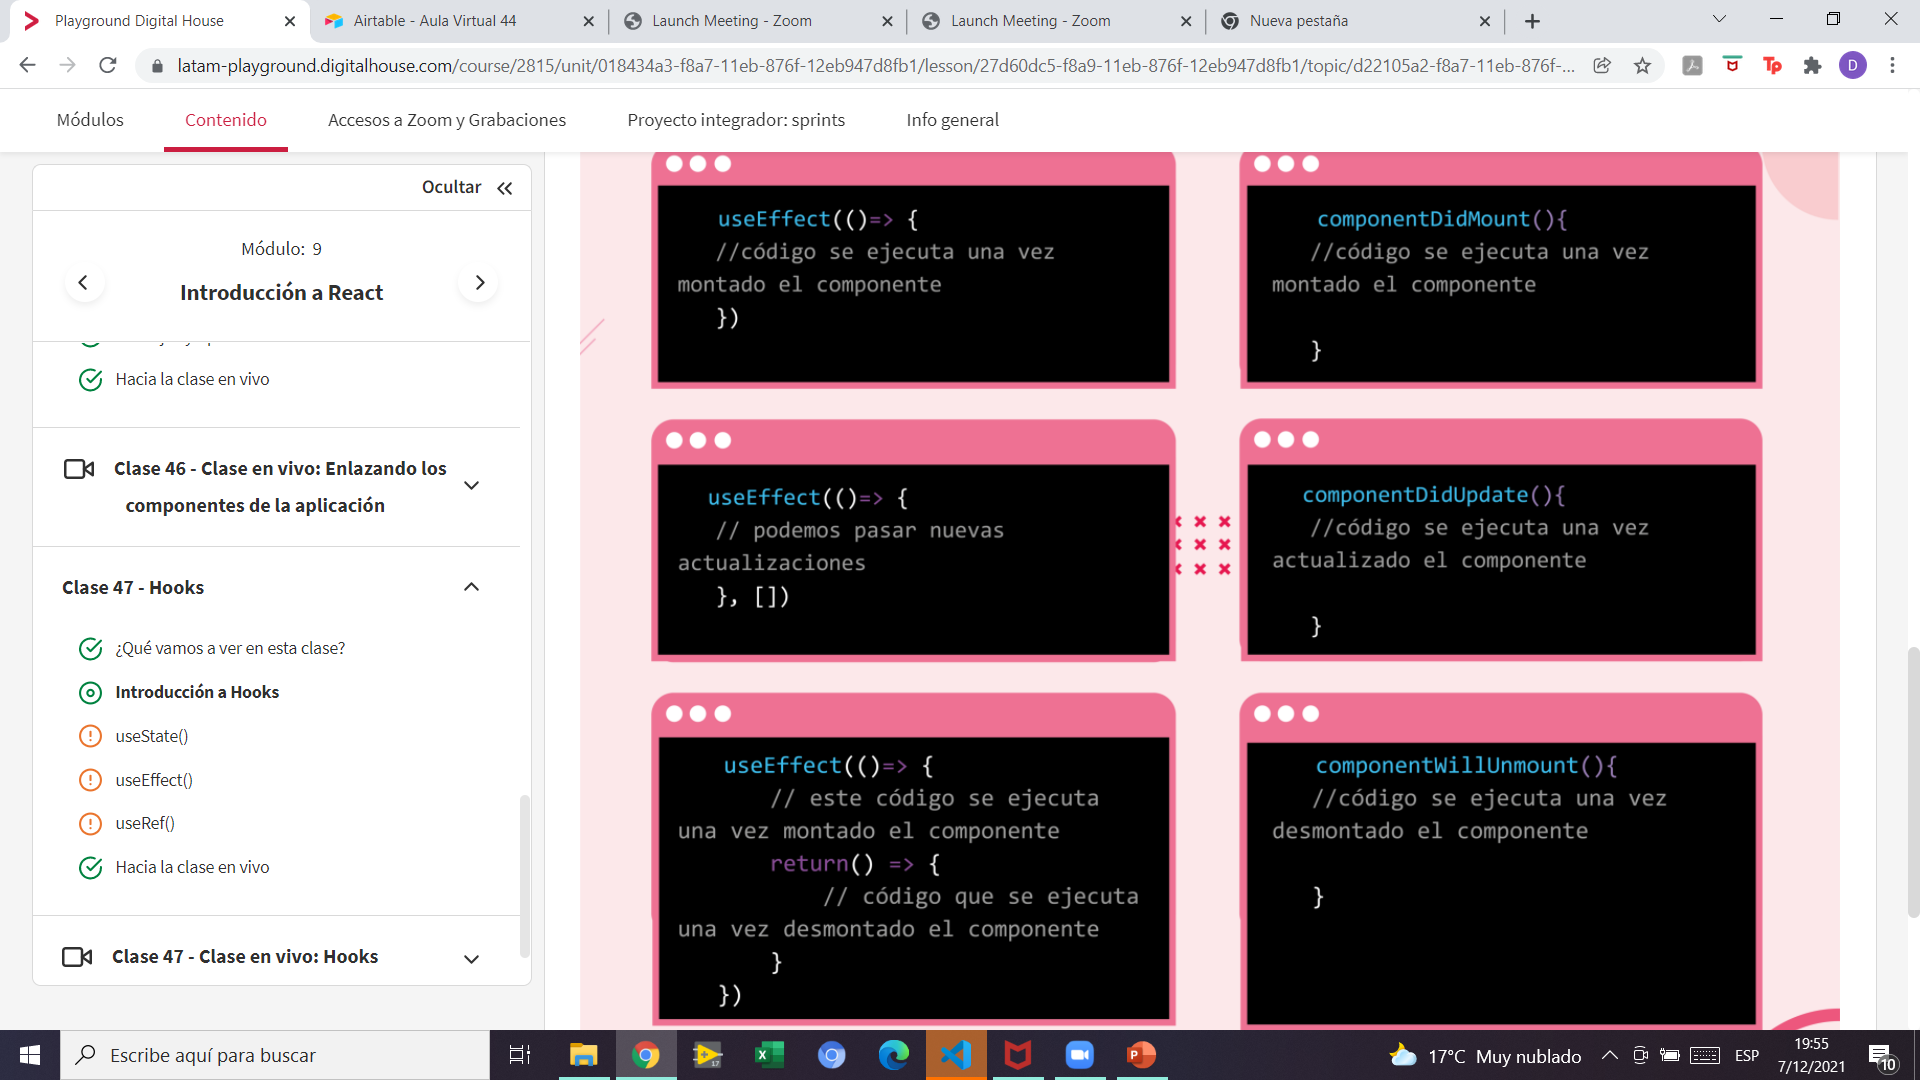 Playground Digital House
Airtable - Aula Virtual 44
Launch Meeting - Zoom
Launch Meeting - Zoom
Nueva pestaña
latam-playground.digitalhouse.com/course/2815/unit/018434a3-f8a7-11eb-876f-12eb947d8fb1/lesson/27d60dc5-f8a9-11eb-876f-12eb947d8fb1/topic/d22105a2-f8a7-11eb-876f-...
D
Módulos
Contenido
Accesos a Zoom y Grabaciones
Proyecto integrador: sprints
Info general
Ocultar
Módulo: 9
Introducción a React
Hacia la clase en vivo
Clase 46 - Clase en vivo: Enlazando los
componentes de la aplicación
Clase 47 - Hooks
¿Qué vamos a ver en esta clase?
Introducción a Hooks
useState()
useEffect()
useRef()
Hacia la clase en vivo
Clase 47 - Clase en vivo: Hooks
useEffect(()=> {
//código se ejecuta una vez
montado el componente
})
componentDidMount(){
//código se ejecuta una vez
montado el componente
}
useEffect(()=> {
// podemos pasar nuevas
actualizaciones
}, [])
componentDidUpdate(){
//código se ejecuta una vez
actualizado el componente
}
useEffect(()=> {
// este código se ejecuta
una vez montado el componente
return() => {
// código que se ejecuta
una vez desmontado el componente
}
})
componentWillUnmount(){
//código se ejecuta una vez
desmontado el componente
}
Escribe aquí para buscar
17°C Muy nublado
ESP
19:55
7/12/2021
10